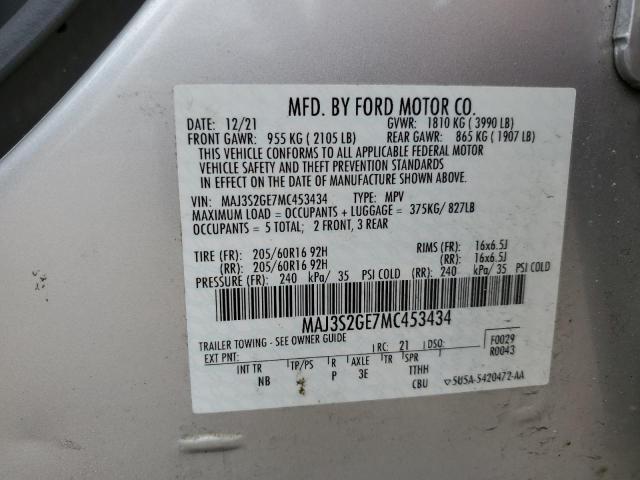 MFD. BY FORD MOTOR CO.
DATE: 12/21 GVWR: 1810 KG ( 3990 LB)
FRONT GAWR: 955 KG ( 2105 LB) REAR GAWR: 865 KG ( 1907 LB)
THIS VEHICLE CONFORMS TO ALL APPLICABLE FEDERAL MOTOR
VEHICLE SAFETY AND THEFT PREVENTION STANDARDS
IN EFFECT ON THE DATE OF MANUFACTURE SHOWN ABOVE.
VIN: MAJ3S2GE7MC453434 TYPE: MPV
MAXIMUM LOAD = OCCUPANTS + LUGGAGE = 375KG/ 827LB
OCCUPANTS = 5 TOTAL; 2 FRONT, 3 REAR
TIRE (FR): 205/60R16 92H RIMS (FR): 16x6.5J
(RR): 205/60R16 92H (RR): 16x6.5J
PRESSURE (FR): 240 kPa/ 35 PSI COLD (RR): 240 kPa/ 35 PSI COLD
MAJ3S2GE7MC453434
TRAILER TOWING - SEE OWNER GUIDE F0029
EXT PNT: RC: 21 DSO: R0043
INT TR TP/PS R AXLE TR SPR
NB P 3E TTHH
CBU 5U5A-5420472-AA